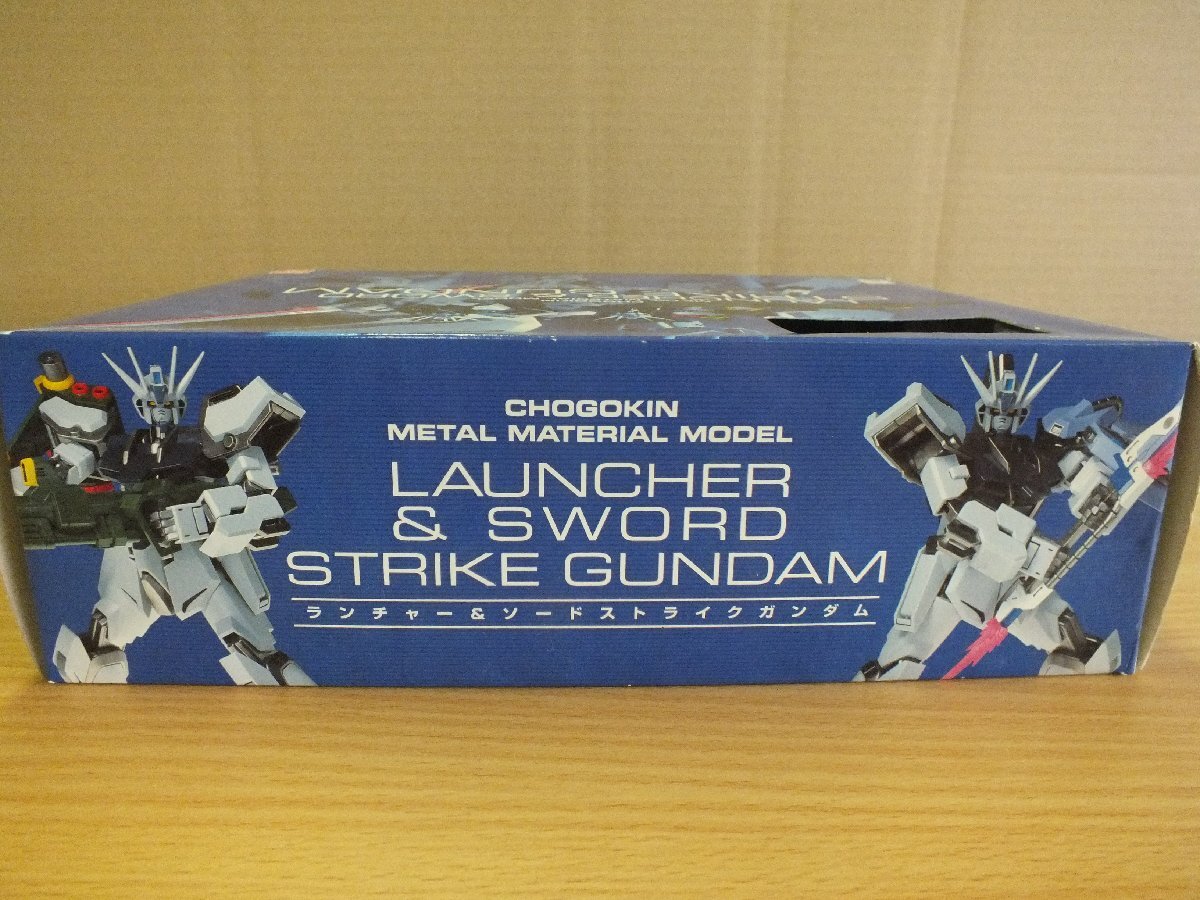 CHOGOKIN
METAL MATERIAL MODEL
LAUNCHER
& SWORD
STRIKE GUNDAM
ランチャー&ソードストライクガンダム